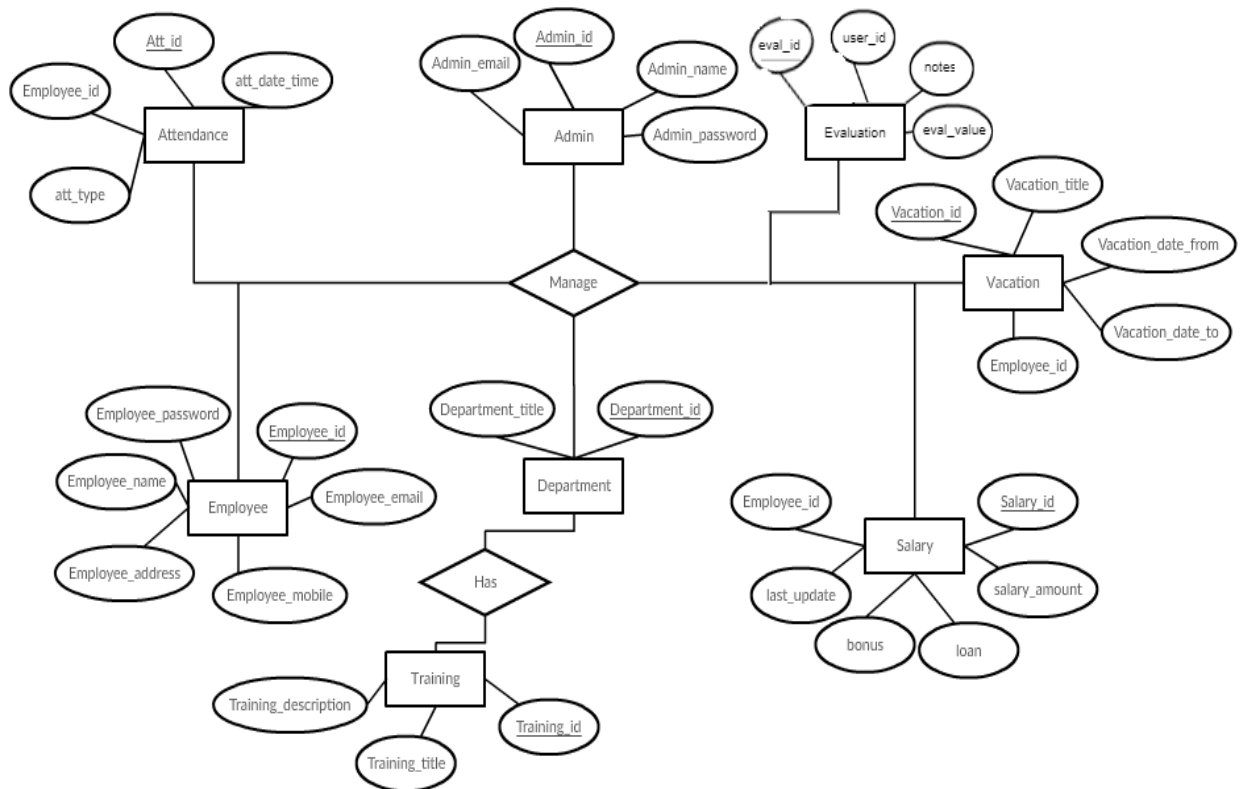 Att_id
Employee_id
att_date_time
Attendance
att_type
Admin_id
Admin_email
Admin_name
Admin
Admin_password
eval_id
user_id
notes
Evaluation
eval_value
Vacation_id
Vacation_title
Vacation_date_from
Vacation
Vacation_date_to
Employee_id
Manage
Employee_password
Employee_id
Employee_name
Employee_email
Employee
Employee_address
Employee_mobile
Department_title
Department_id
Department
Has
Training
Training_description
Training_id
Training_title
Employee_id
Salary_id
Salary
last_update
salary_amount
bonus
loan